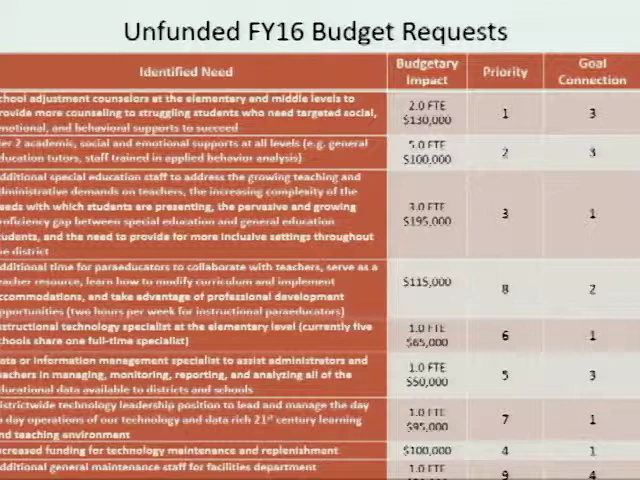 Unfunded FY16 Budget Requests
Identified Need
Budgetary Impact
Priority
Goal Connection
chool adjustment counselors at the elementary and middle levels to
provide more counseling to struggling students who need targeted social,
motional, and behavioral supports to succeed
2.0 FTE
$130,000
1
3
ier 2 academic, social and emotional supports at all levels (e.g. general
ducation tutors, staff trained in applied behavior analysis)
5.0 FTE
$100,000
2
3
dditional special education staff to address the growing teaching and
dministrative demands on teachers, the increasing complexity of the
eeds with which students are presenting, the pervasive and growing
roficiency gap between special education and general education
tudents, and the need to provide for more inclusive settings throughout
he district
3.0 FTE
$195,000
3
1
dditional time for paraeducators to collaborate with teachers, serve as a
eacher resource, learn how to modify curriculum and implement
ccommodations, and take advantage of professional development
pportunities (two hours per week for instructional paraeducators)
$115,000
8
2
nstructional technology specialist at the elementary level (currently five
chools share one full-time specialist)
1.0 FTE
$65,000
6
1
ata or information management specialist to assist administrators and
eachers in managing, monitoring, reporting, and analyzing all of the
ducational data available to districts and schools
1.0 FTE
$50,000
5
3
istrictwide technology leadership position to lead and manage the day
o day operations of our technology and data rich 21st century learning
nd teaching environment
1.0 FTE
$95,000
7
1
ncreased funding for technology maintenance and replenishment
$100,000
4
1
dditional general maintenance staff for facilities department
1.0 FTE
9
4